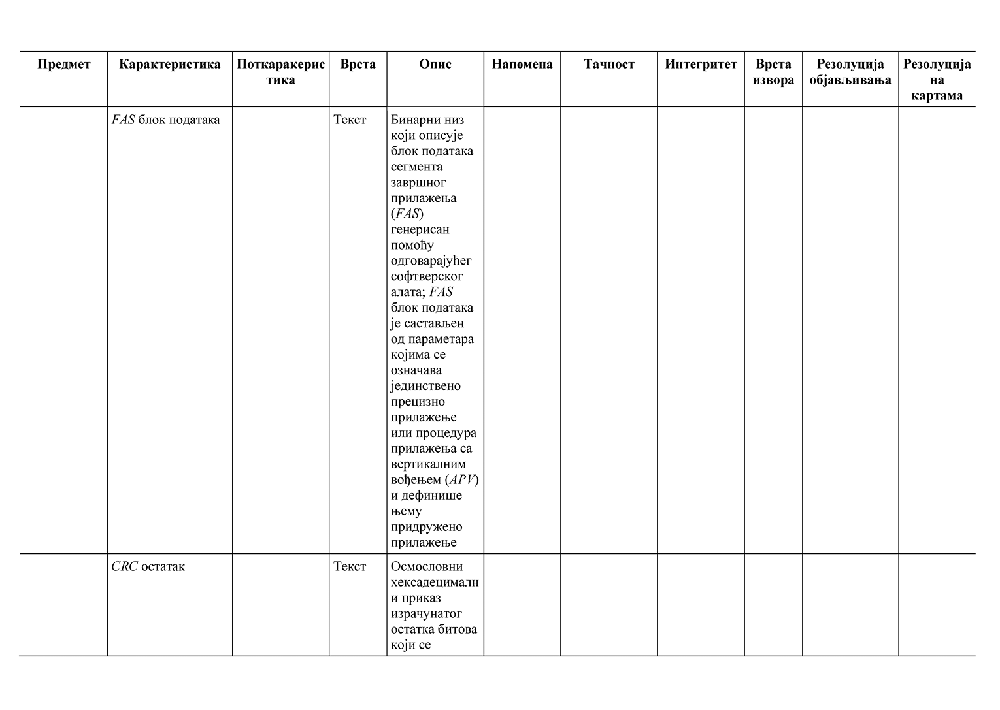 Предмет Карактеристика Поткаракерис Врста Опис Напомена Тачност Интегритет Врста Резолуција Резолуција
тика извора објављивања на
картама
FAS блок података Текст Бинарни низ
који описује
блок података
сегмента
завршног
прилажења
(FAS)
генерисан
помоћу
одговарајућег
софтверског
алата; FAS
блок података
је састављен
од параметара
којима се
означава
јединствено
прецизно
прилажење
или процедура
прилажења са
вертикалним
вођењем (APV)
и дефинише
њему
придружено
прилажење
CRC остатак Текст Осмословни
хексадецималн
и приказ
израчунатог
остатка битова
који се